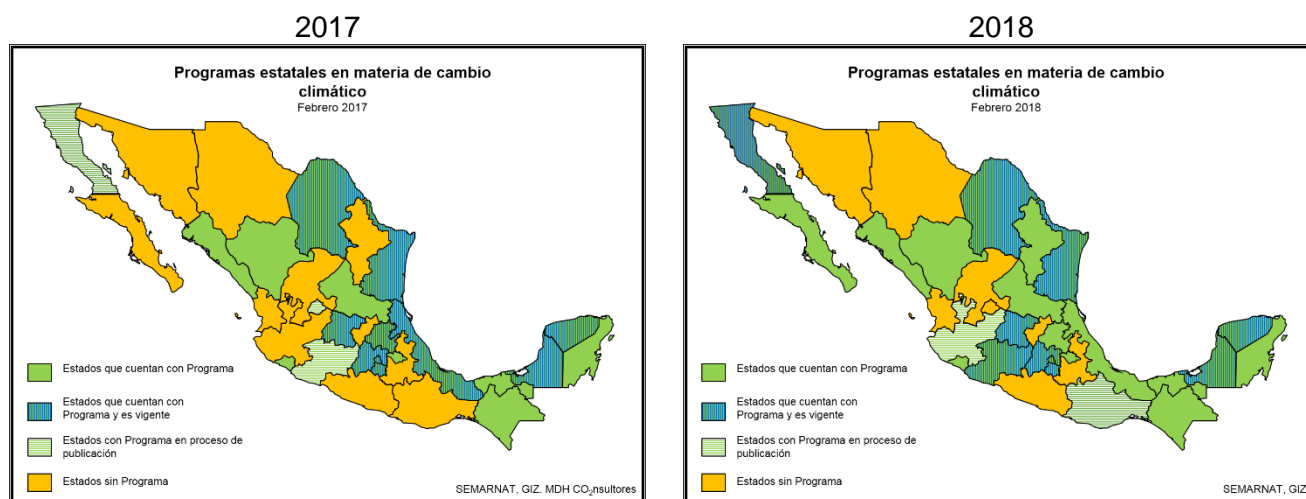 2017
Programas estatales en materia de cambio
climático
Febrero 2017
Estados que cuentan con Programa
Estados que cuentan con
Programa y es vigente
Estados con Programa en proceso de
publicación
Estados sin Programa
SEMARNAT, GIZ. MDH CO₂nsultores
2018
Programas estatales en materia de cambio
climático
Febrero 2018
Estados que cuentan con Programa
Estados que cuentan con
Programa y es vigente
Estados con Programa en proceso de
publicación
Estados sin Programa
SEMARNAT, GIZ